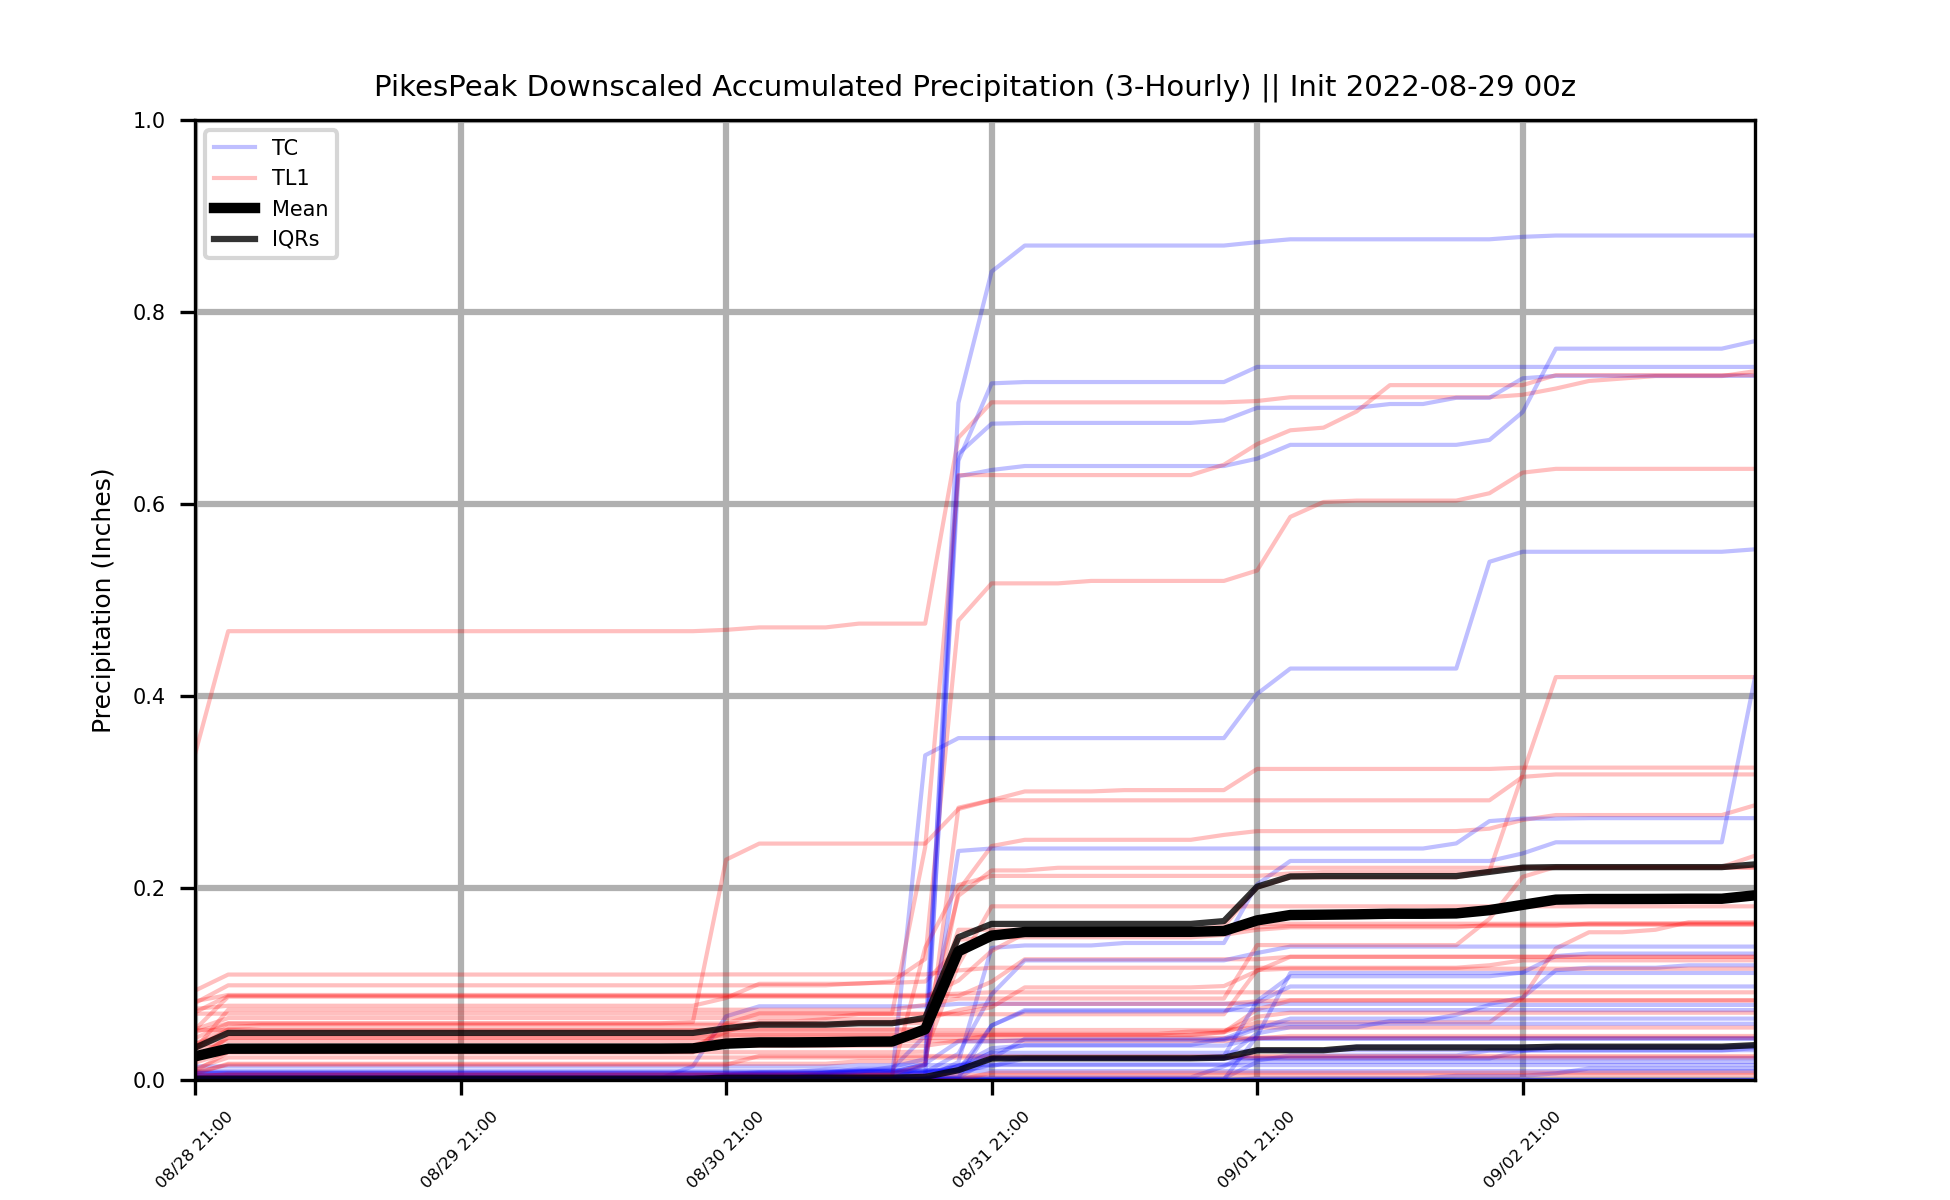 PikesPeak Downscaled Accumulated Precipitation (3-Hourly) || Init 2022-08-29 00z
TC
TL1
Mean
IQRs
Precipitation (Inches)
1.0
0.8
0.6
0.4
0.2
0.0
08/28 21:00
08/29 21:00
08/30 21:00
08/31 21:00
09/01 21:00
09/02 21:00